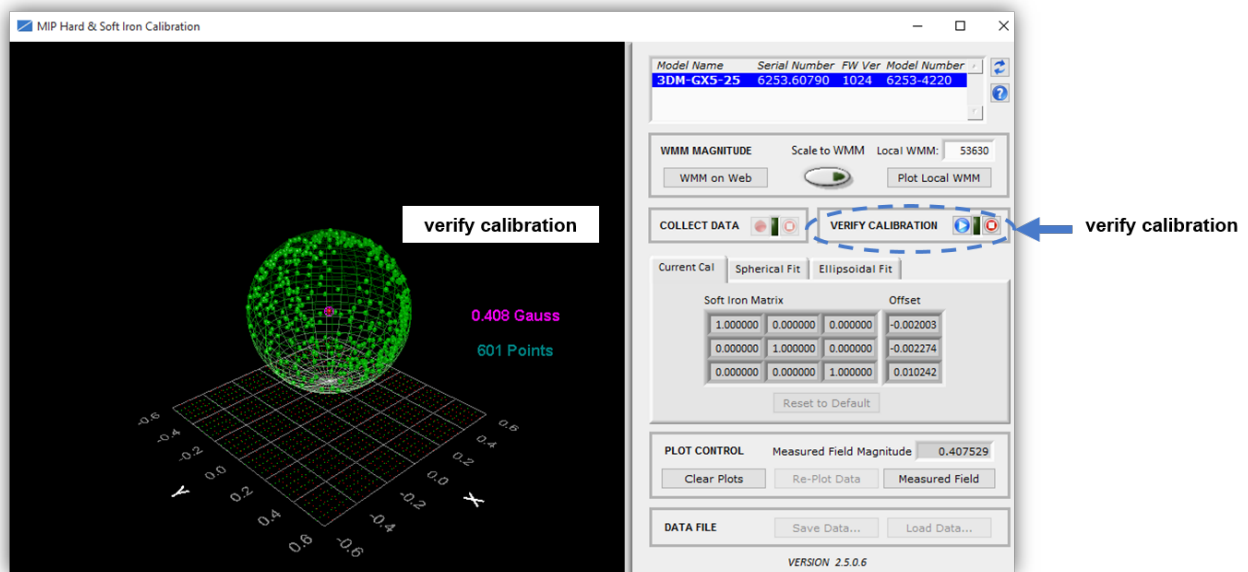 MIP Hard & Soft Iron Calibration
verify calibration
0.408 Gauss
601 Points
-0.6
-0.4
-0.2
0.0
0.2
0.4
0.6
Y
-0.6
-0.4
-0.2
0.0
0.2
0.4
0.6
X
Model Name Serial Number FW Ver Model Number
3DM-GX5-25 6253.60790 1024 6253-4220
WMM MAGNITUDE Scale to WMM Local WMM: 53630
WMM on Web Plot Local WMM
COLLECT DATA VERIFY CALIBRATION
verify calibration
Current Cal Spherical Fit Ellipsoidal Fit
Soft Iron Matrix Offset
1.000000 0.000000 0.000000 -0.002003
0.000000 1.000000 0.000000 -0.002274
0.000000 0.000000 1.000000 0.010242
Reset to Default
PLOT CONTROL Measured Field Magnitude 0.407529
Clear Plots Re-Plot Data Measured Field
DATA FILE Save Data... Load Data...
VERSION 2.5.0.6